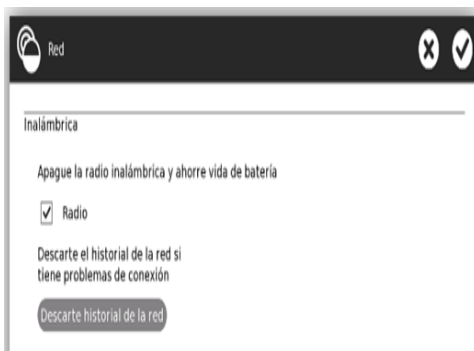 Red
Inalámbrica
Apague la radio inalámbrica y ahorre vida de batería
Radio
Descarte el historial de la red si
tiene problemas de conexión
Descarte historial de la red